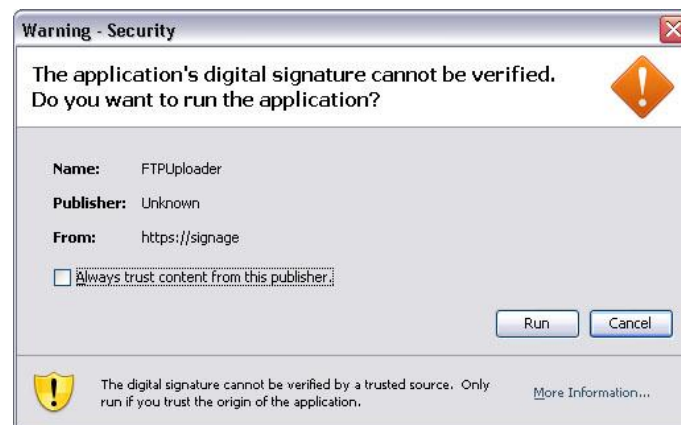 Warning - Security
The application's digital signature cannot be verified.
Do you want to run the application?
Name: FTPUploader
Publisher: Unknown
From: https://signage
Always trust content from this publisher.
Run Cancel
The digital signature cannot be verified by a trusted source. Only
run if you trust the origin of the application.
More Information...